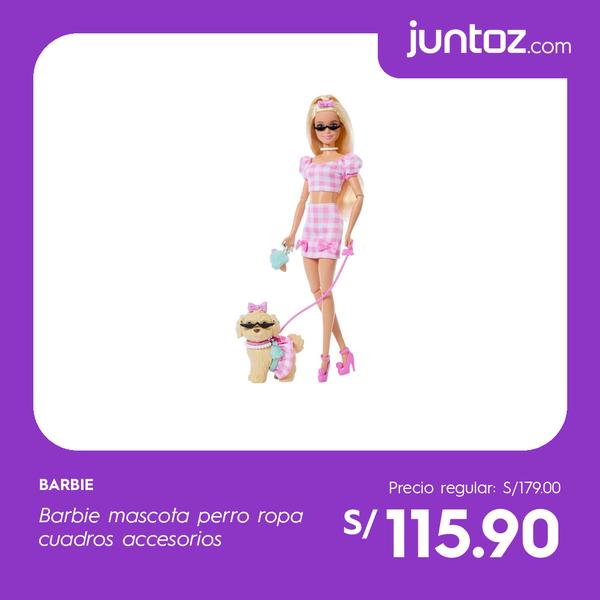 juntoz.com
BARBIE
Barbie mascota perro ropa
cuadros accesorios
Precio regular: S/179.00
S/115.90